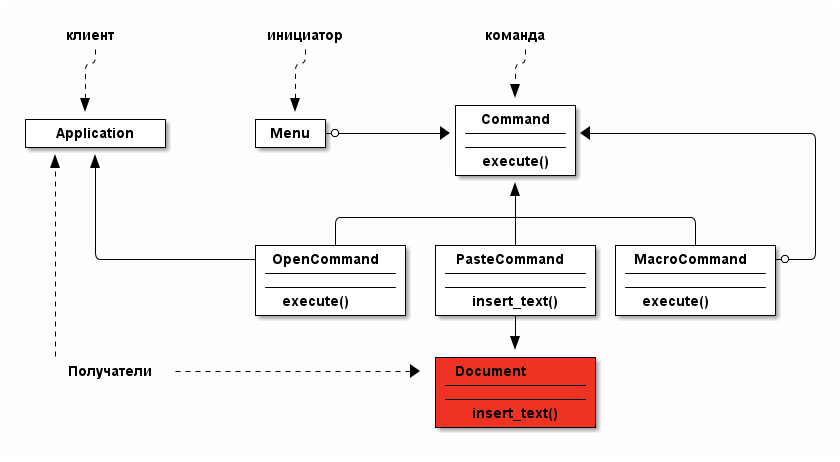 клиент
инициатор
команда
Application
Menu
Command
execute()
OpenCommand
execute()
PasteCommand
insert_text()
MacroCommand
execute()
Получатели
Document
insert_text()